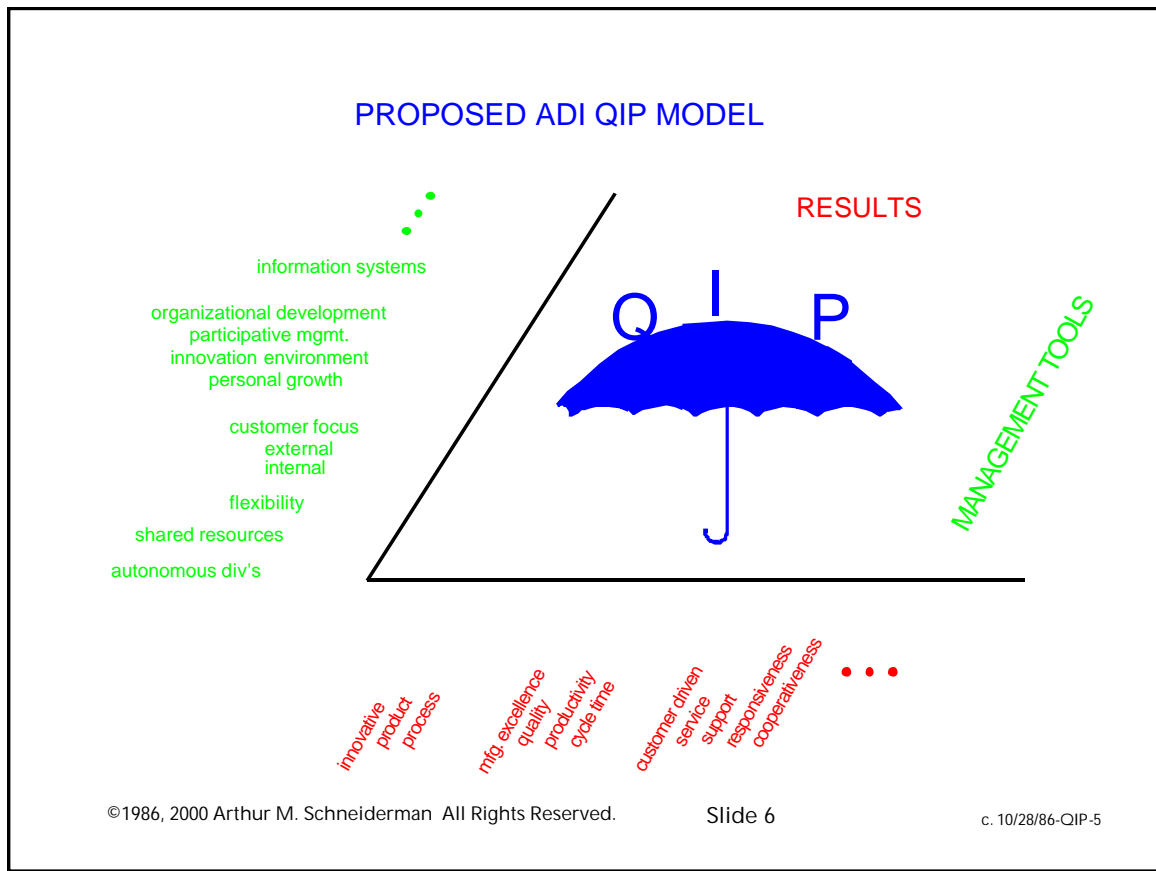 PROPOSED ADI QIP MODEL
RESULTS
Q I P
MANAGEMENT TOOLS
information systems
organizational development
participative mgmt.
innovation environment
personal growth
customer focus
external
internal
flexibility
shared resources
autonomous div's
innovative
product
process
mfg. excellence
quality
productivity
cycle time
customer driven
service
support
responsiveness
cooperativeness
©1986, 2000 Arthur M. Schneiderman All Rights Reserved.
Slide 6
c. 10/28/86-QIP-5